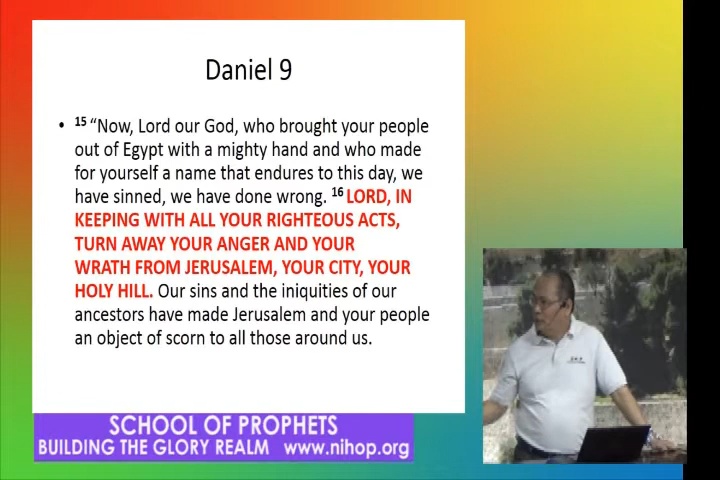 Daniel 9
• 15 “Now, Lord our God, who brought your people
out of Egypt with a mighty hand and who made
for yourself a name that endures to this day, we
have sinned, we have done wrong. 16 LORD, IN
KEEPING WITH ALL YOUR RIGHTEOUS ACTS,
TURN AWAY YOUR ANGER AND YOUR
WRATH FROM JERUSALEM, YOUR CITY, YOUR
HOLY HILL. Our sins and the iniquities of our
ancestors have made Jerusalem and your people
an object of scorn to all those around us.
SCHOOL OF PROPHETS
BUILDING THE GLORY REALM www.nihop.org